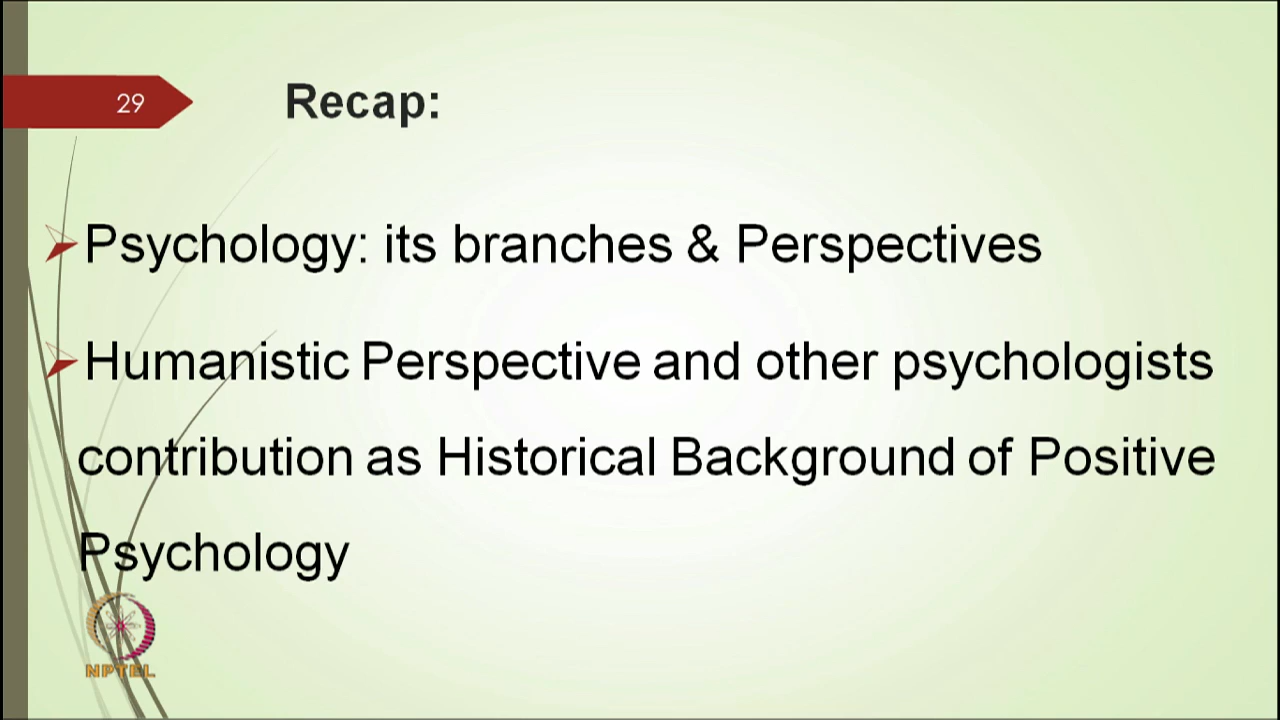 29
Recap:
Psychology: its branches & Perspectives
Humanistic Perspective and other psychologists
contribution as Historical Background of Positive
Psychology
NPTEL